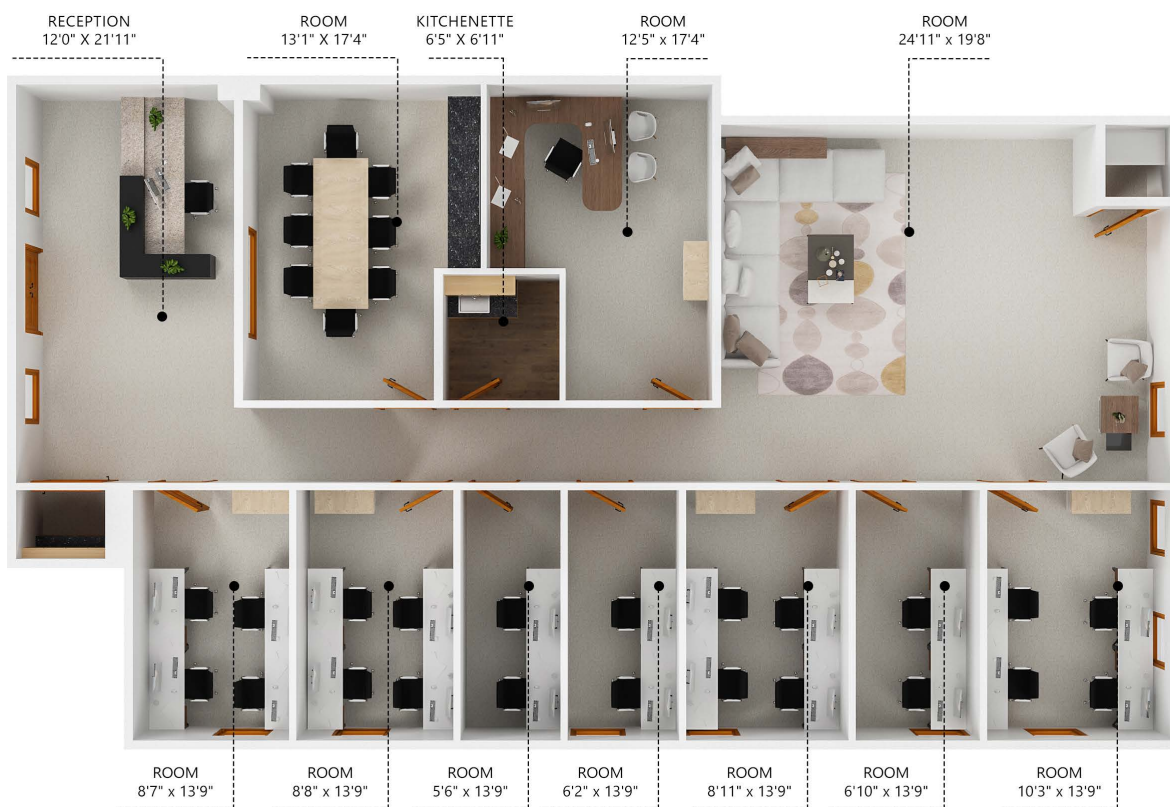 RECEPTION
12'0" X 21'11"
ROOM
13'1" X 17'4"
KITCHENETTE
6'5" X 6'11"
ROOM
12'5" x 17'4"
ROOM
24'11" x 19'8"
ROOM
8'7" x 13'9"
ROOM
8'8" x 13'9"
ROOM
5'6" x 13'9"
ROOM
6'2" x 13'9"
ROOM
8'11" x 13'9"
ROOM
6'10" x 13'9"
ROOM
10'3" x 13'9"